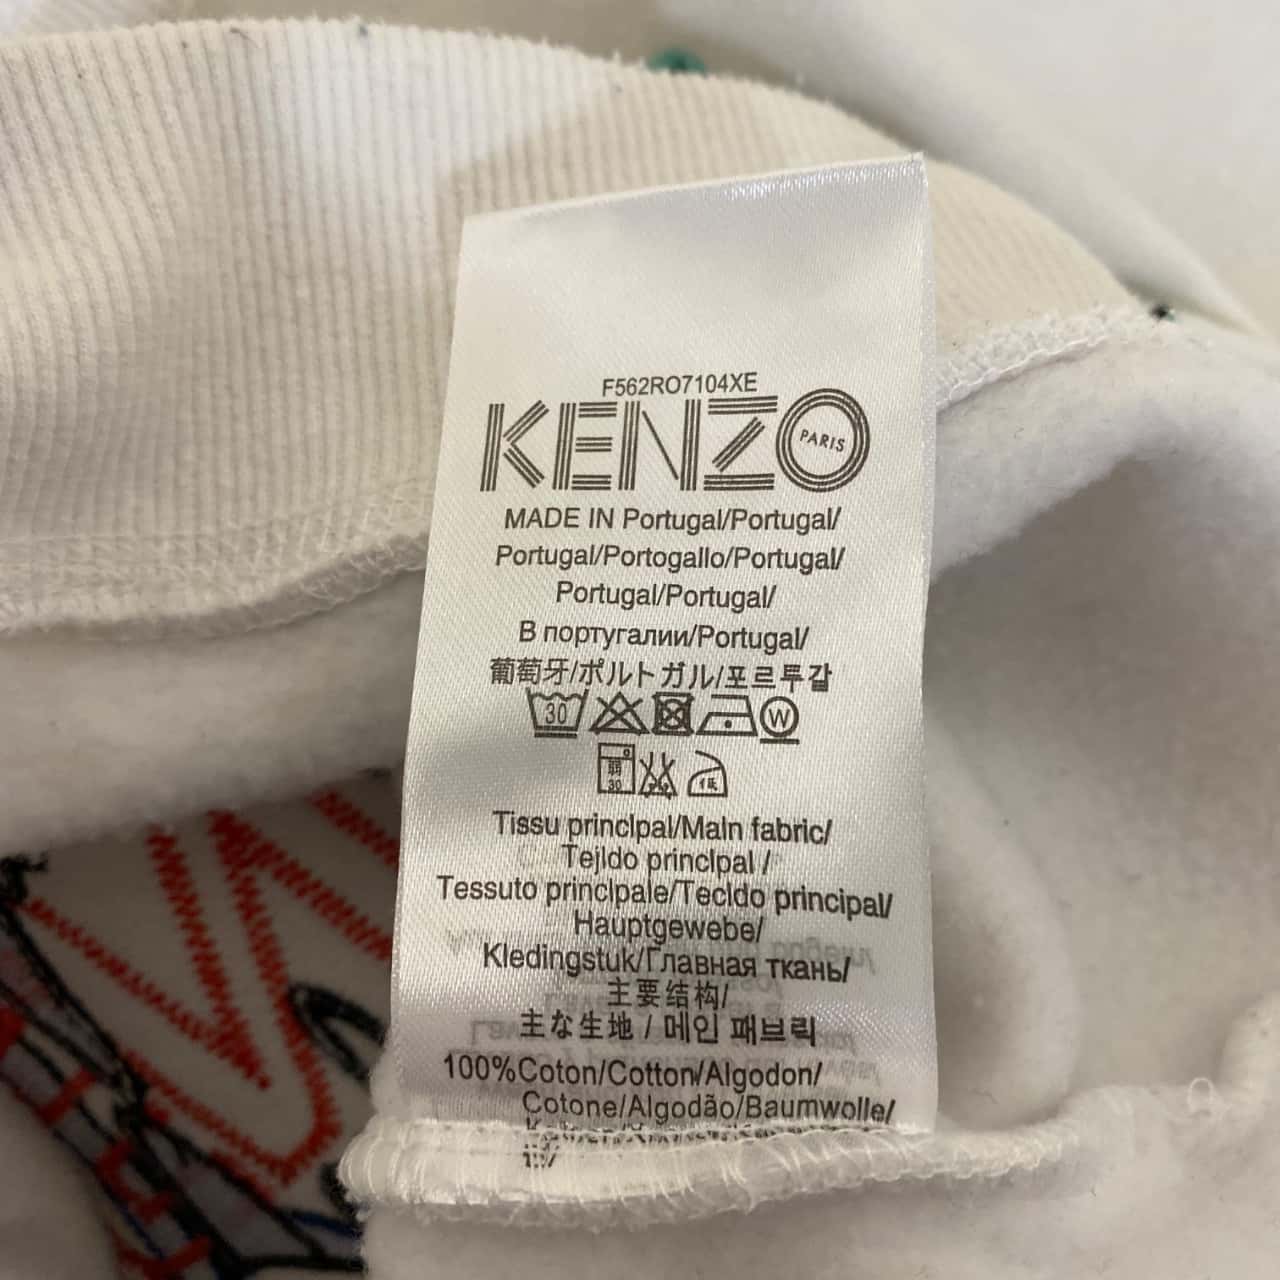 F562RO7104XE
KENZO PARIS
MADE IN Portugal/Portugal/
Portugal/Portogallo/Portugal/
Portugal/Portugal/
В португалии/Portugal/
葡萄牙/ポルトガル/포르투갈
30 W
弱 30 低
Tissu principal/Main fabric/
Tejido principal /
Tessuto principale/Tecido principal/
Hauptgewebe/
Kledingstuk/Главная ткань/
主要结构/
主な生地 / 메인 패브릭
100%Coton/Cotton/Algodon/
Cotone/Algodão/Baumwolle/